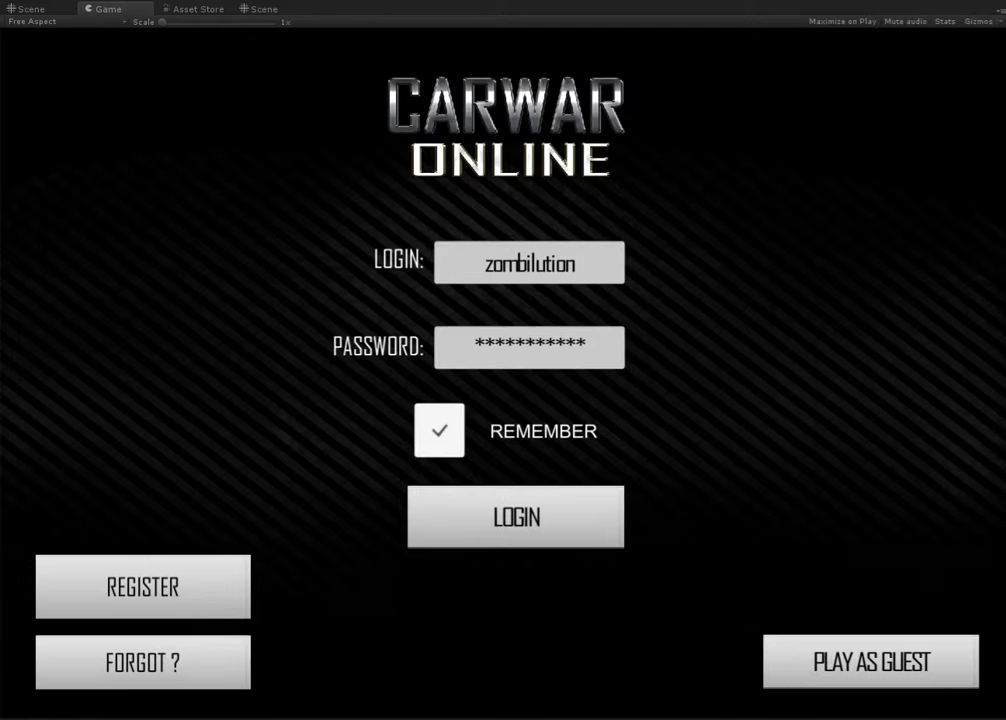 Scene Game Asset Store Scene
Free Aspect Scale 1x Maximize on Play Mute audio Stats Gizmos
CARWAR
ONLINE
LOGIN: zombilution
PASSWORD: ***********
REMEMBER
LOGIN
REGISTER
FORGOT ?
PLAY AS GUEST